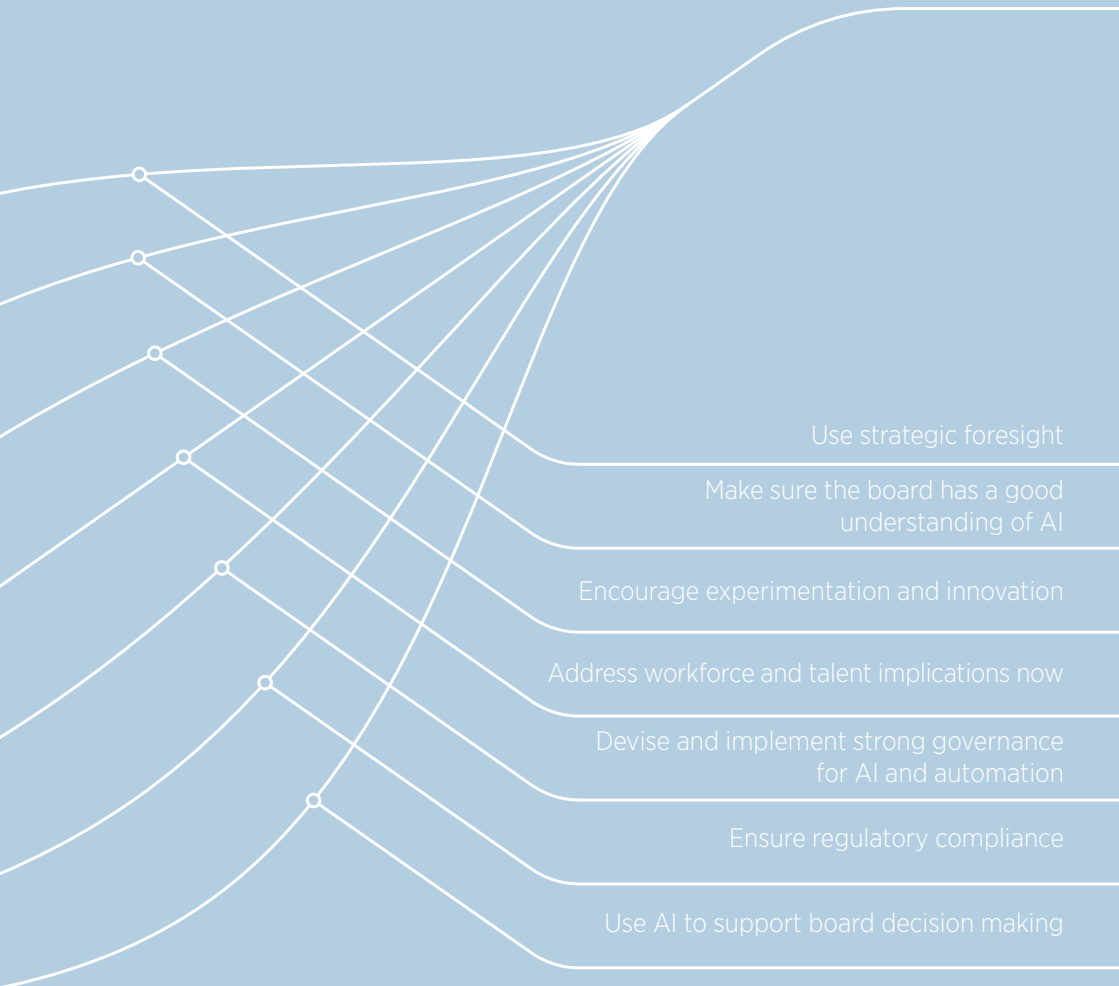 Use strategic foresight
Make sure the board has a good
understanding of AI
Encourage experimentation and innovation
Address workforce and talent implications now
Devise and implement strong governance
for AI and automation
Ensure regulatory compliance
Use AI to support board decision making